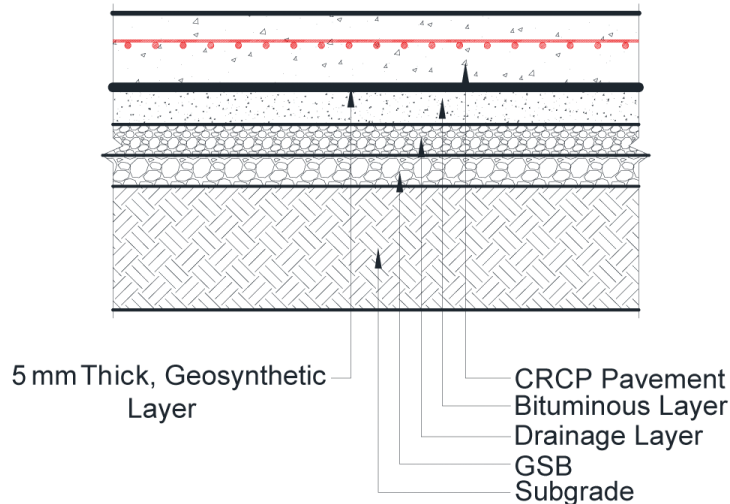 5 mm Thick, Geosynthetic
Layer
CRCP Pavement
Bituminous Layer
Drainage Layer
GSB
Subgrade